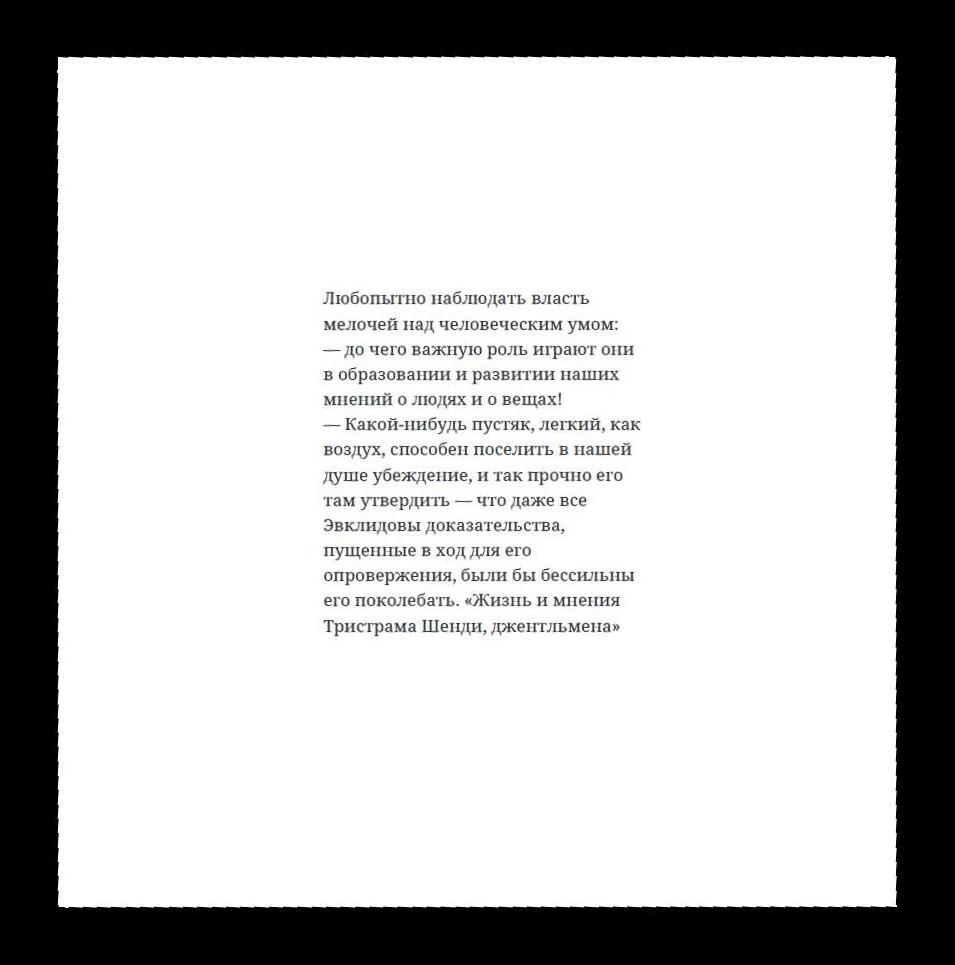 Любопытно наблюдать власть
мелочей над человеческим умом:
— до чего важную роль играют они
в образовании и развитии наших
мнений о людях и о вещах!
— Какой-нибудь пустяк, легкий, как
воздух, способен поселить в нашей
душе убеждение, и так прочно его
там утвердить — что даже все
Эвклидовы доказательства,
пущенные в ход для его
опровержения, были бы бессильны
его поколебать. «Жизнь и мнения
Тристрама Шенди, джентльмена»